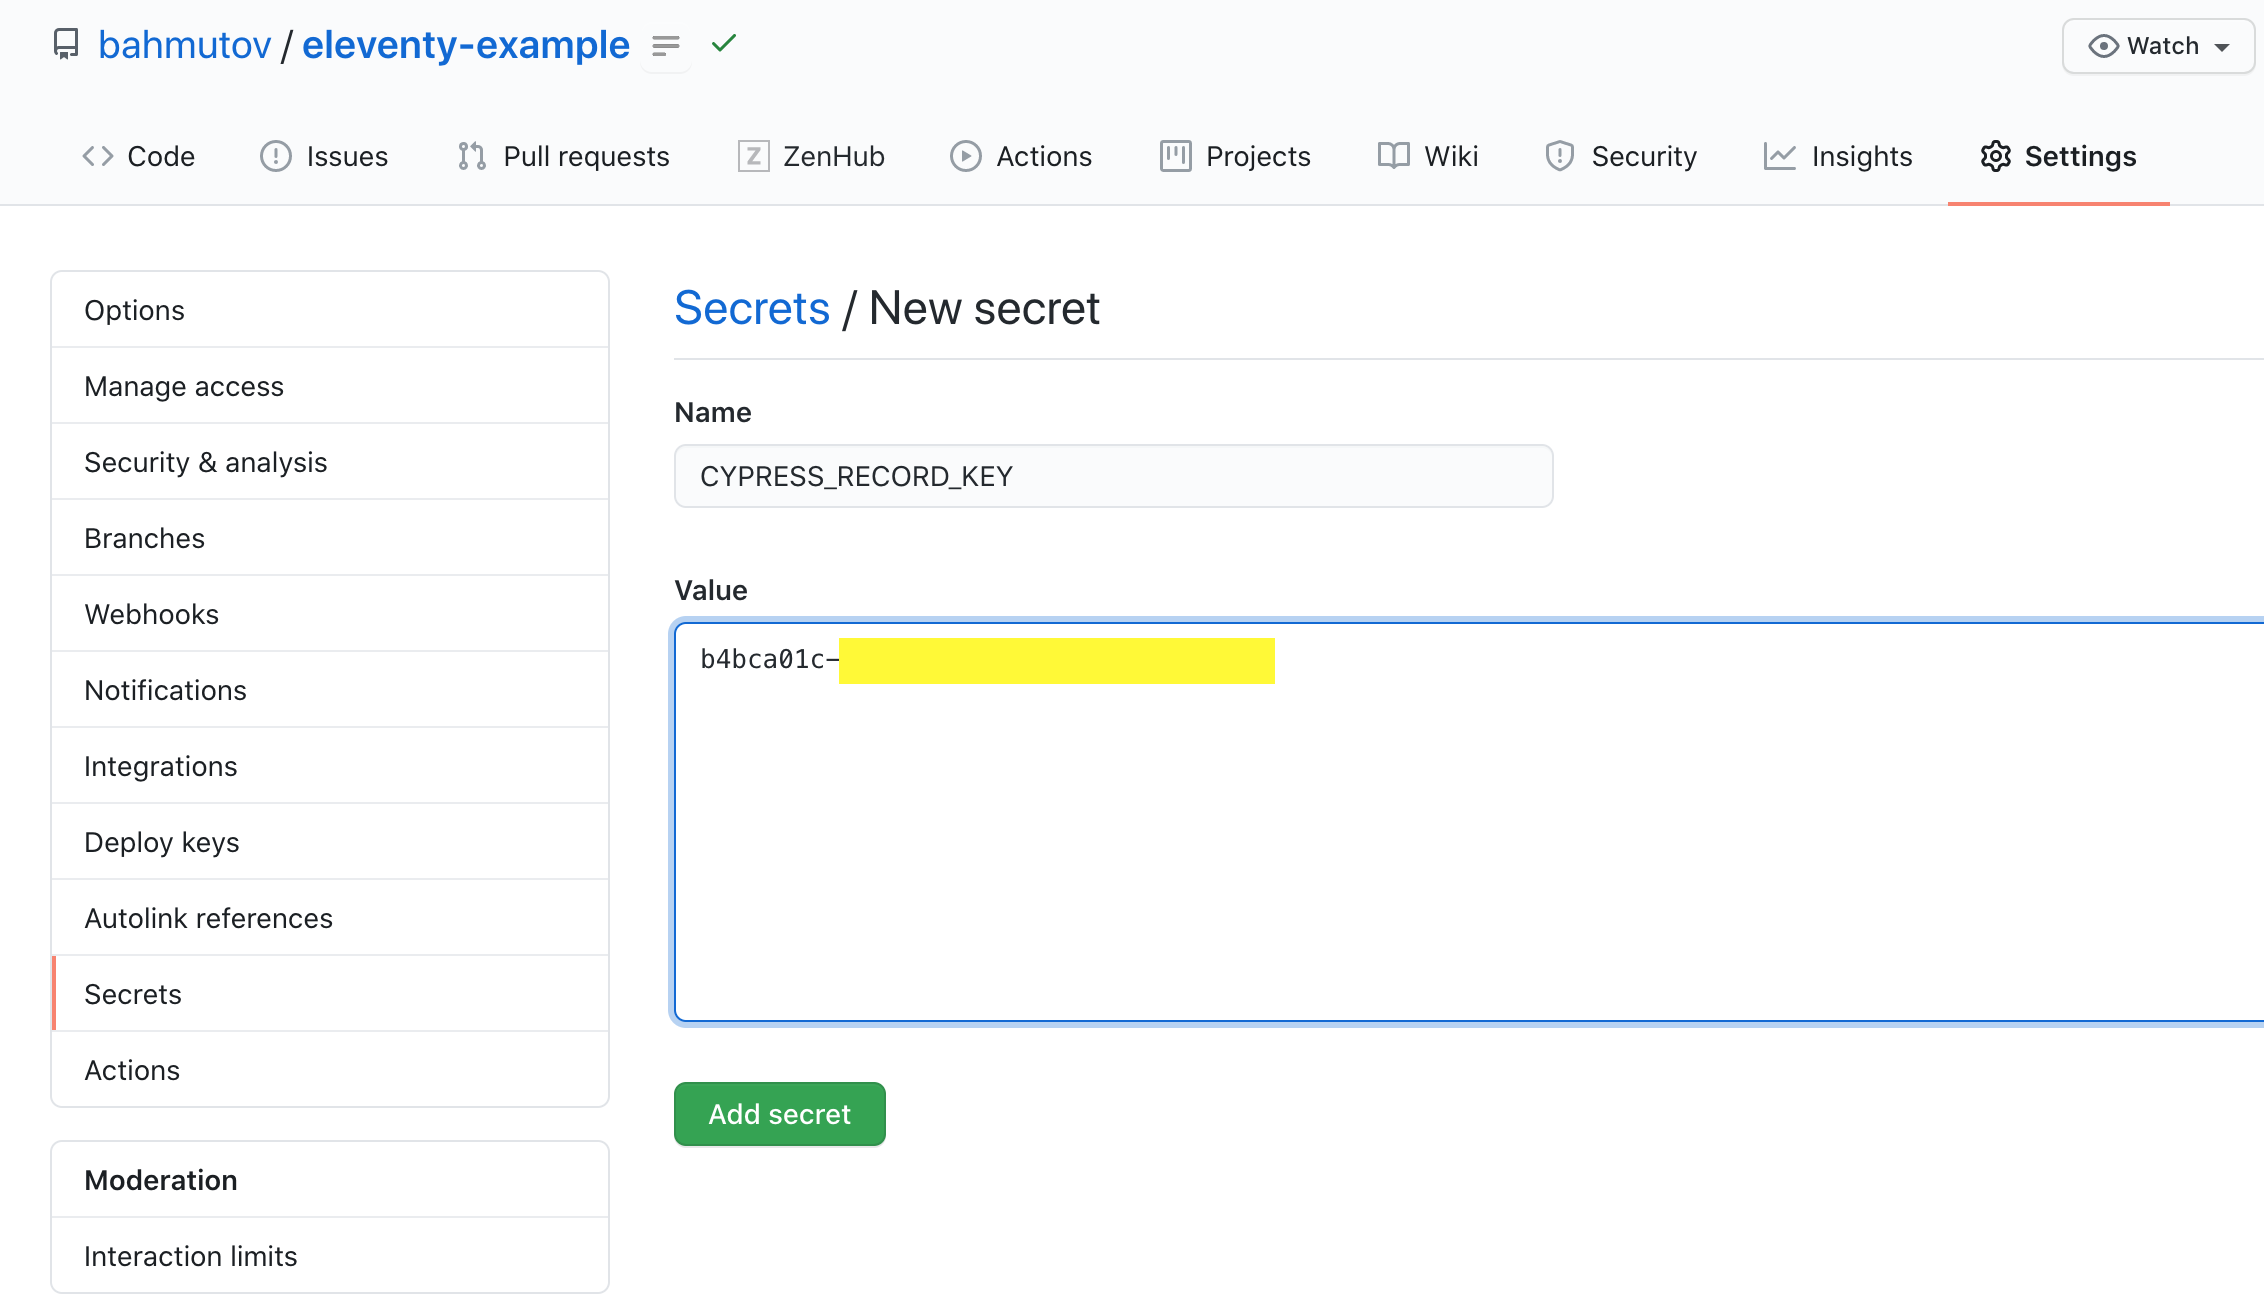 bahmutov / eleventy-example
Watch
Code Issues Pull requests ZenHub Actions Projects Wiki Security Insights Settings
Options
Manage access
Security & analysis
Branches
Webhooks
Notifications
Integrations
Deploy keys
Autolink references
Secrets
Actions
Moderation
Interaction limits
Secrets / New secret
Name
CYPRESS_RECORD_KEY
Value
b4bca01c-
Add secret